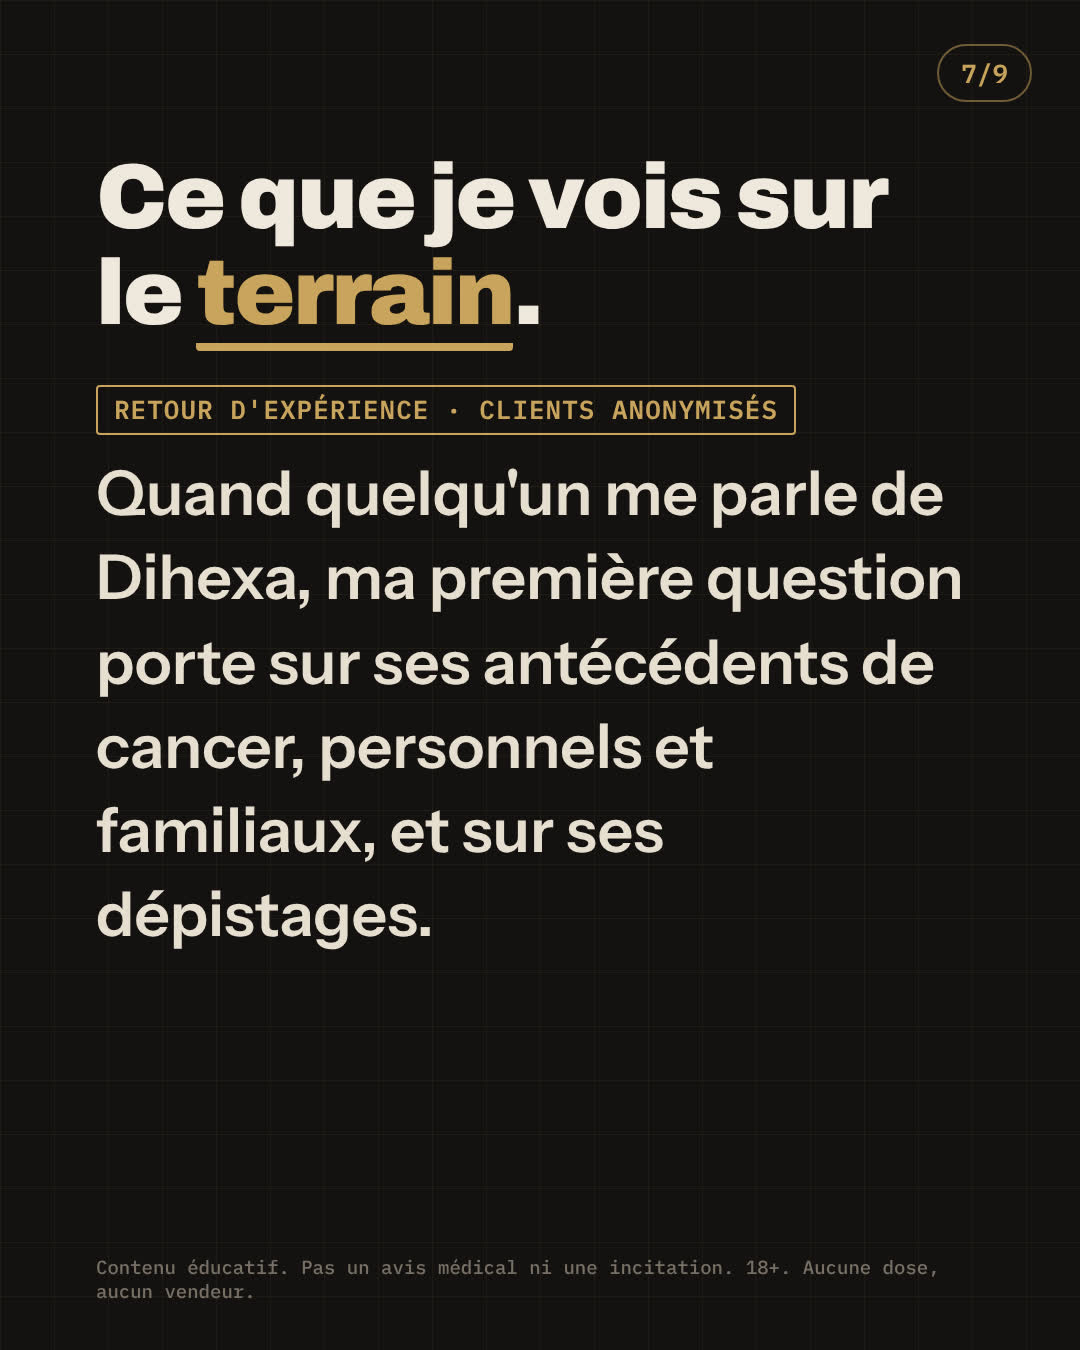 7/9
Ce que je vois sur
le terrain.
RETOUR D'EXPÉRIENCE · CLIENTS ANONYMISÉS
Quand quelqu'un me parle de
Dihexa, ma première question
porte sur ses antécédents de
cancer, personnels et
familiaux, et sur ses
dépistages.
Contenu éducatif. Pas un avis médical ni une incitation. 18+. Aucune dose,
aucun vendeur.